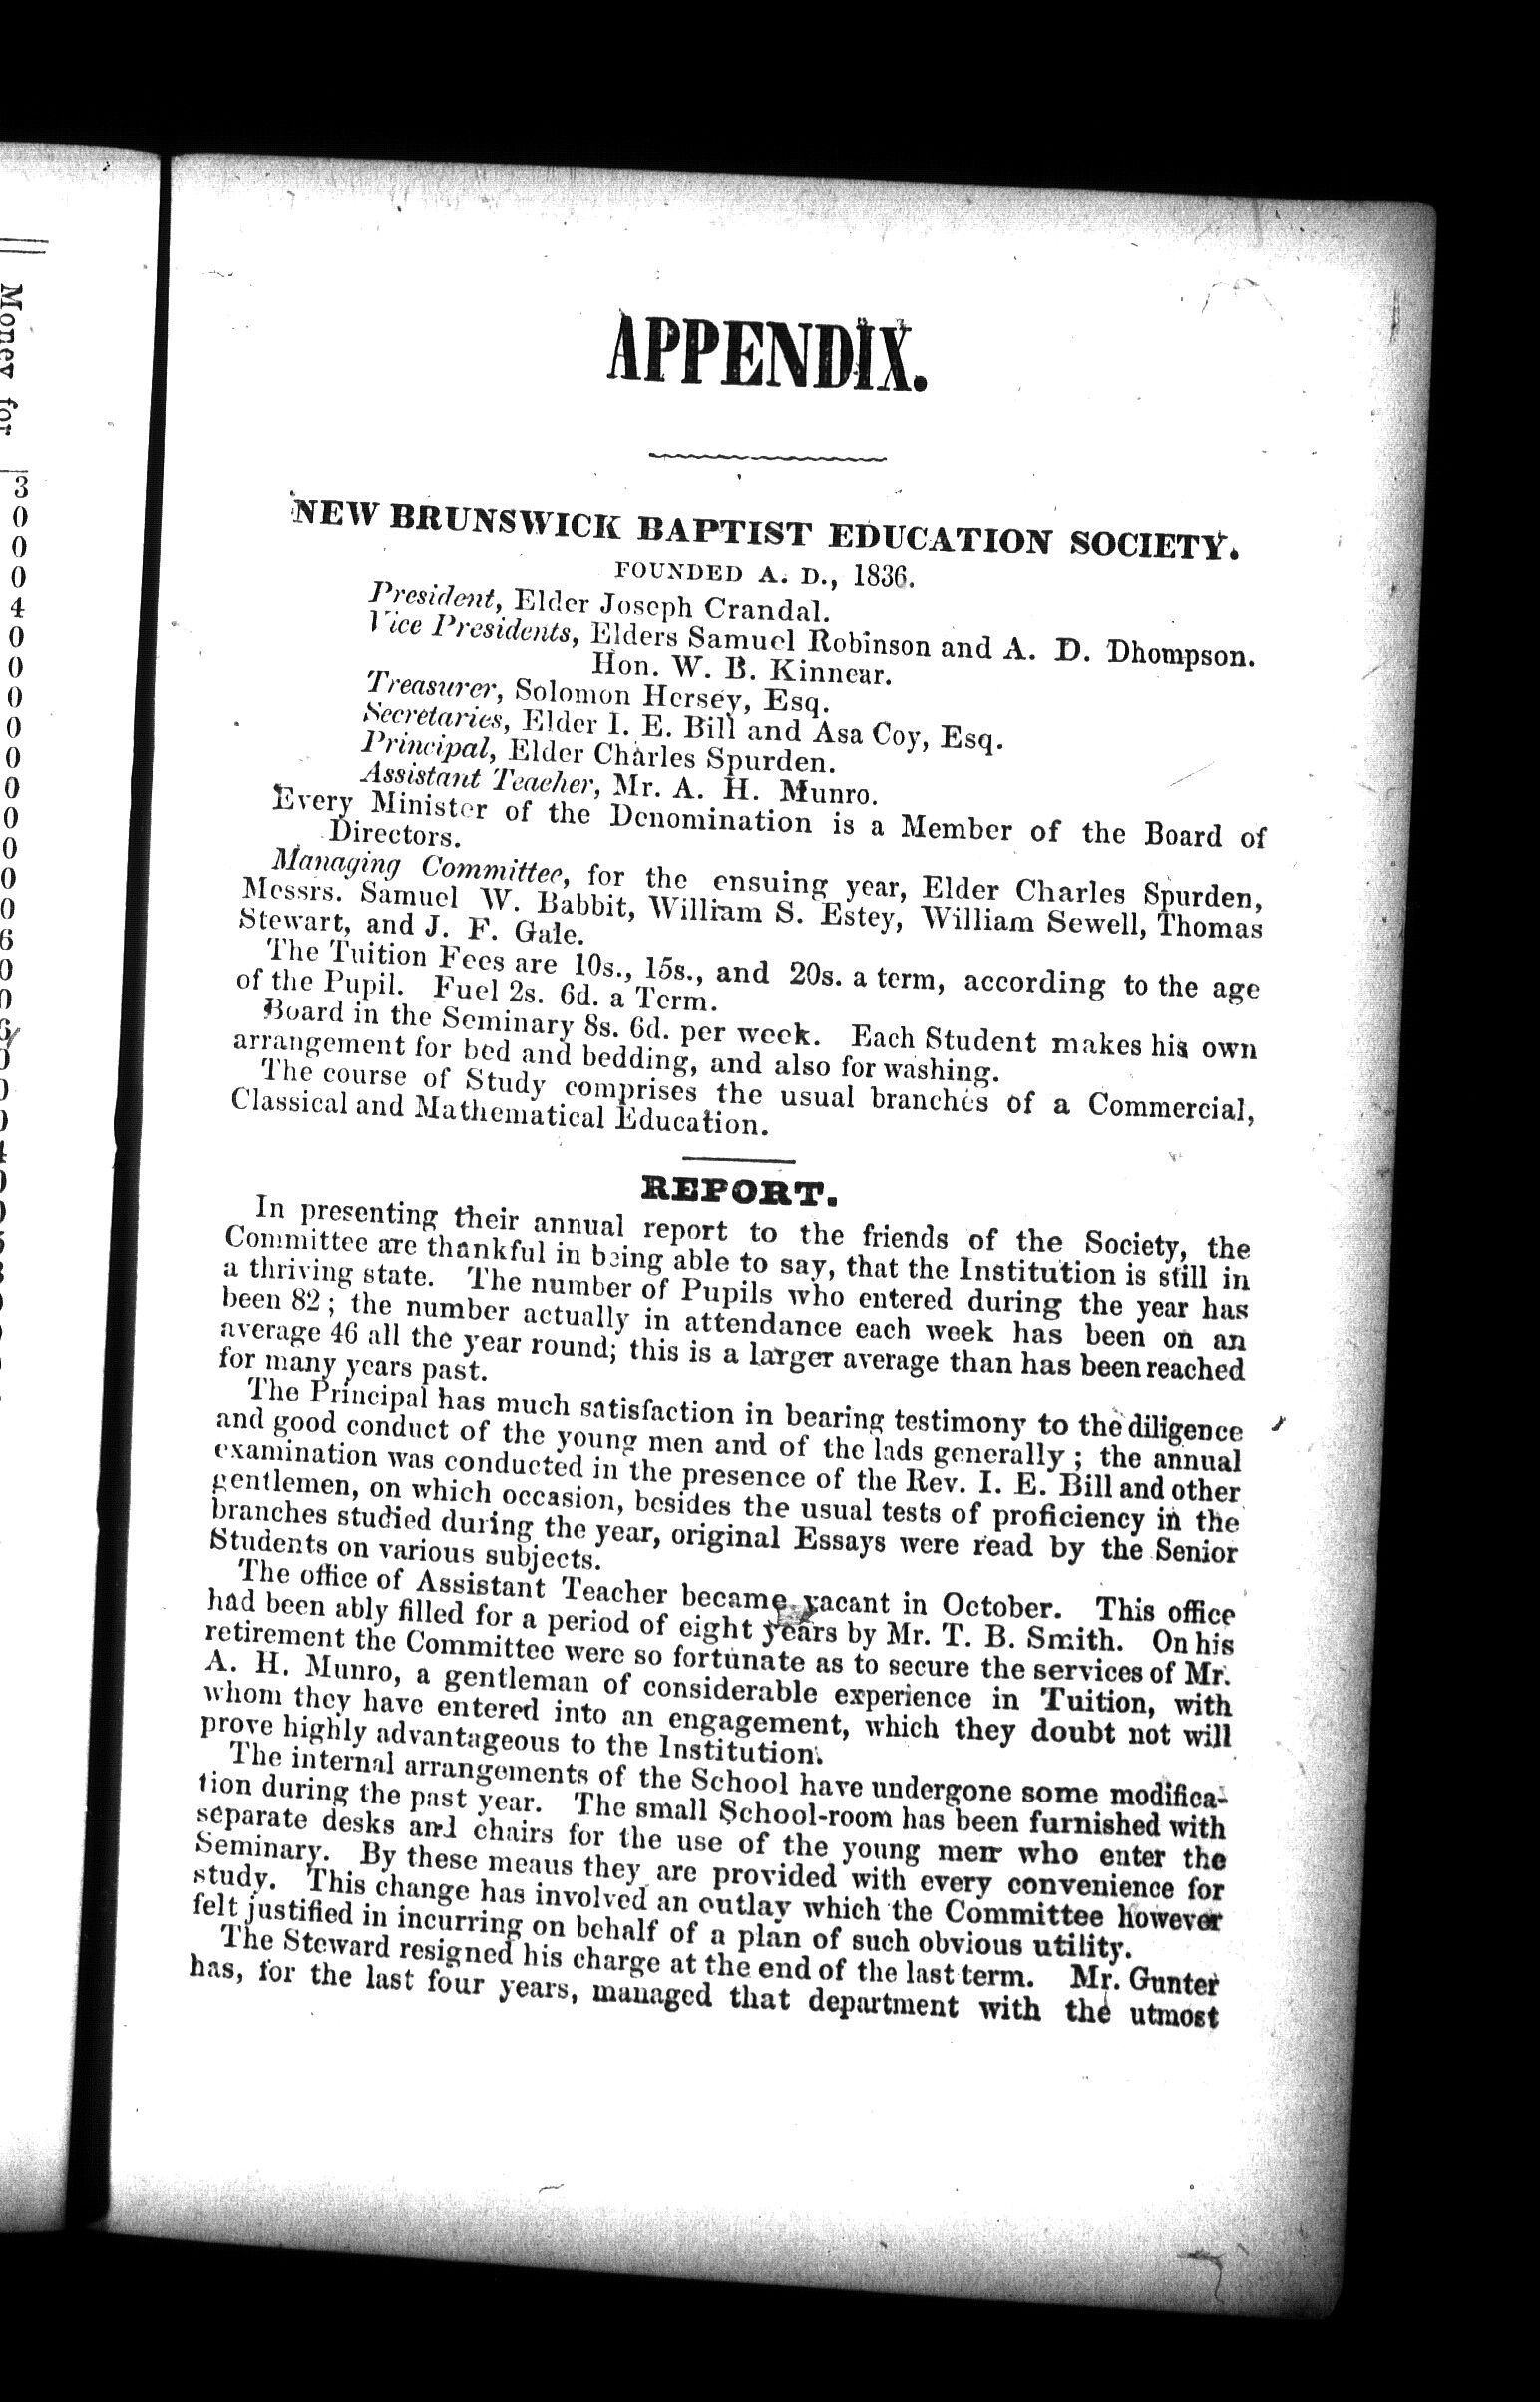 Money for
3
0
0
0
4
0
0
0
0
0
0
0
0
0
0
6
0
0
APPENDIX.
NEW BRUNSWICK BAPTIST EDUCATION SOCIETY.
FOUNDED A. D., 1836.
President, Elder Joseph Crandal.
Vice Presidents, Elders Samuel Robinson and A. D. Dhompson.
Hon. W. B. Kinnear.
Treasurer, Solomon Hersey, Esq.
Secretaries, Elder I. E. Bill and Asa Coy, Esq.
Principal, Elder Charles Spurden.
Assistant Teacher, Mr. A. H. Munro.
Every Minister of the Denomination is a Member of the Board of
Directors.
Managing Committee, for the ensuing year, Elder Charles Spurden,
Messrs. Samuel W. Babbit, William S. Estey, William Sewell, Thomas
Stewart, and J. F. Gale.
The Tuition Fees are 10s., 15s., and 20s. a term, according to the age
of the Pupil. Fuel 2s. 6d. a Term.
Board in the Seminary 8s. 6d. per week. Each Student makes his own
arrangement for bed and bedding, and also for washing.
The course of Study comprises the usual branches of a Commercial,
Classical and Mathematical Education.
REPORT.
In presenting their annual report to the friends of the Society, the
Committee are thankful in being able to say, that the Institution is still in
a thriving state. The number of Pupils who entered during the year has
been 82; the number actually in attendance each week has been on an
average 46 all the year round; this is a larger average than has been reached
for many years past.
The Principal has much satisfaction in bearing testimony to the diligence
and good conduct of the young men and of the lads generally; the annual
examination was conducted in the presence of the Rev. I. E. Bill and other
gentlemen, on which occasion, besides the usual tests of proficiency in the
branches studied during the year, original Essays were read by the Senior
Students on various subjects.
The office of Assistant Teacher became vacant in October. This office
had been ably filled for a period of eight years by Mr. T. B. Smith. On his
retirement the Committee were so fortunate as to secure the services of Mr.
A. H. Munro, a gentleman of considerable experience in Tuition, with
whom they have entered into an engagement, which they doubt not will
prove highly advantageous to the Institution.
The internal arrangements of the School have undergone some modifica-
tion during the past year. The small School-room has been furnished with
separate desks and chairs for the use of the young men who enter the
Seminary. By these meaus they are provided with every convenience for
study. This change has involved an outlay which the Committee however
felt justified in incurring on behalf of a plan of such obvious utility.
The Steward resigned his charge at the end of the last term. Mr. Gunter
has, for the last four years, managed that department with the utmost